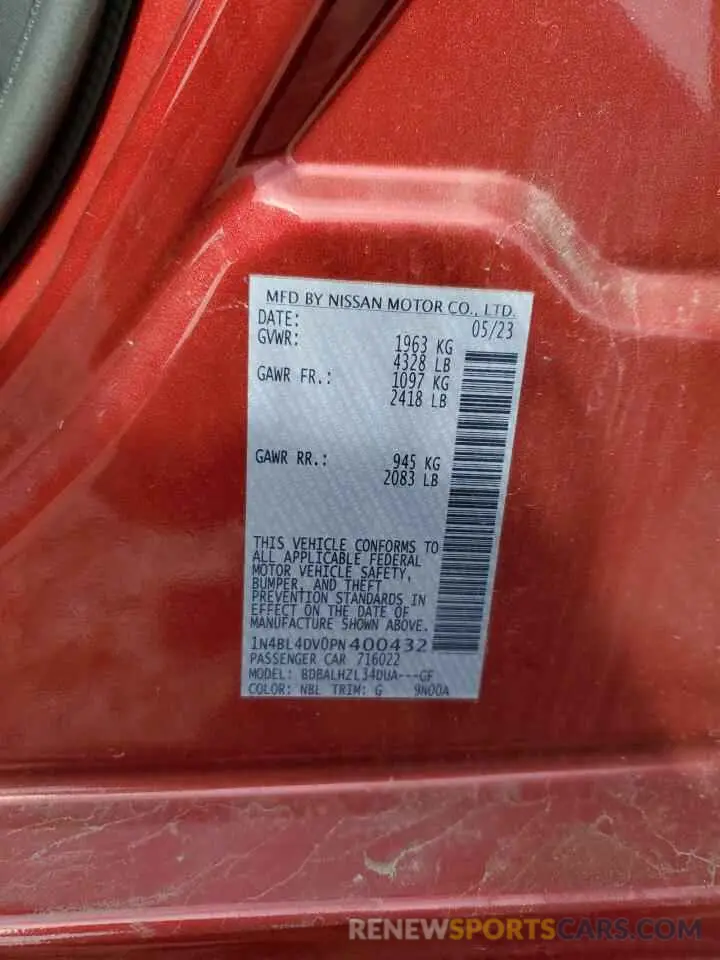 MFD BY NISSAN MOTOR CO., LTD.
DATE: 05/23
GVWR: 1963 KG
4328 LB
GAWR FR.: 1097 KG
2418 LB
GAWR RR.: 945 KG
2083 LB
THIS VEHICLE CONFORMS TO
ALL APPLICABLE FEDERAL
MOTOR VEHICLE SAFETY,
BUMPER, AND THEFT
PREVENTION STANDARDS IN
EFFECT ON THE DATE OF
MANUFACTURE SHOWN ABOVE.
1N4BL4DV0PN400432
PASSENGER CAR 716022
MODEL: BDBALHZL34DUA---GF
COLOR: NBL TRIM: G 9N00A
RENEWSPORTSCARS.COM